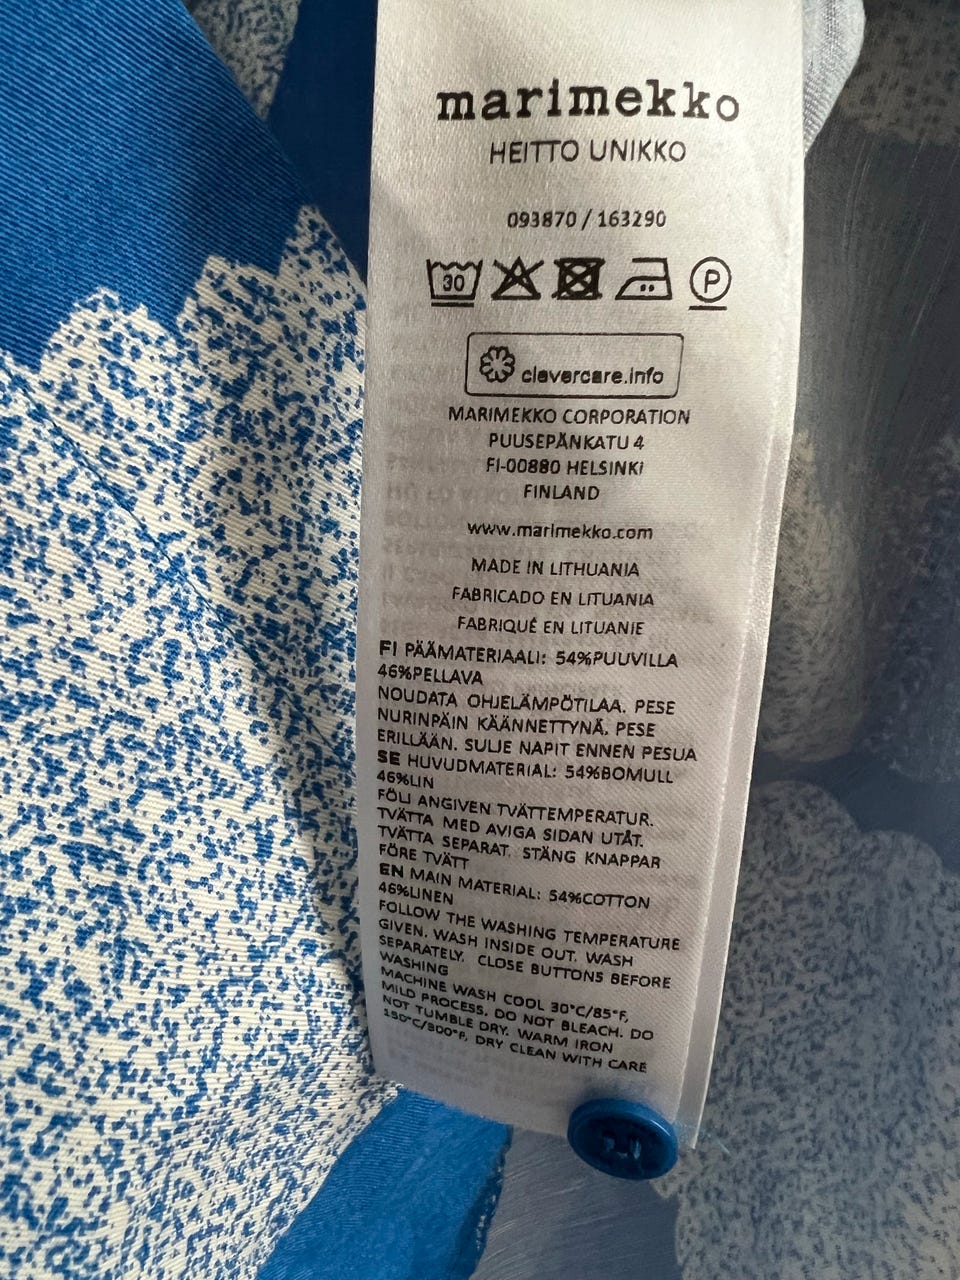 marimekko
HEITTO UNIKKO
093870 / 163290
30 P
clevercare.info
MARIMEKKO CORPORATION
PUUSEPÄNKATU 4
FI-00880 HELSINKI
FINLAND
www.marimekko.com
MADE IN LITHUANIA
FABRICADO EN LITUANIA
FABRIQUÉ EN LITUANIE
FI PÄÄMATERIAALI: 54%PUUVILLA
46%PELLAVA
NOUDATA OHJELÄMPÖTILAA. PESE
NURINPÄIN KÄÄNNETTYNÄ. PESE
ERILLÄÄN. SULJE NAPIT ENNEN PESUA
SE HUVUDMATERIAL: 54%BOMULL
46%LIN
FÖLJ ANGIVEN TVÄTTEMPERATUR.
TVÄTTA MED AVIGA SIDAN UTÅT.
TVÄTTA SEPARAT. STÄNG KNAPPAR
FÖRE TVÄTT
EN MAIN MATERIAL: 54%COTTON
46%LINEN
FOLLOW THE WASHING TEMPERATURE
GIVEN. WASH INSIDE OUT. WASH
SEPARATELY. CLOSE BUTTONS BEFORE
WASHING
MACHINE WASH COOL 30°C/85°F,
MILD PROCESS. DO NOT BLEACH. DO
NOT TUMBLE DRY. WARM IRON
150°C/300°F, DRY CLEAN WITH CARE